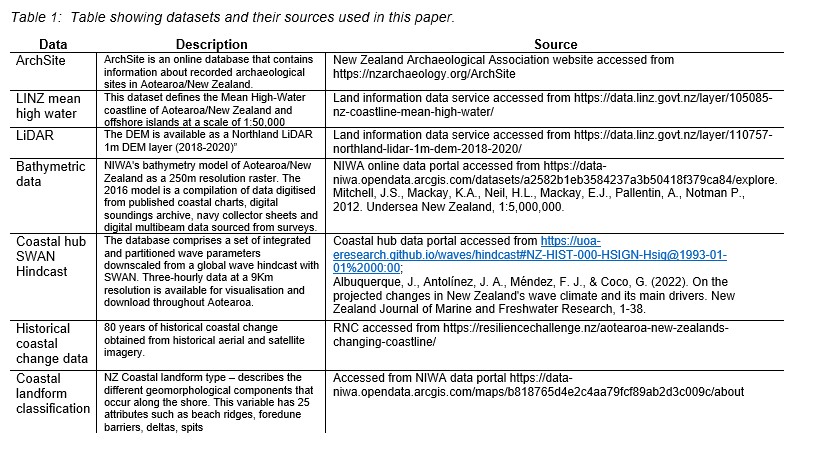 Table 1:  Table showing datasets and their sources used in this paper.
Data
Description
Source
ArchSite
ArchSite is an online database that contains
information about recorded archaeological
sites in Aotearoa/New Zealand.
New Zealand Archaeological Association website accessed from
https://nzarchaeology.org/ArchSite
LINZ mean
high water
This dataset defines the Mean High-Water
coastline of Aotearoa/New Zealand and
offshore islands at a scale of 1:50,000
Land information data service accessed from https://data.linz.govt.nz/layer/105085-
nz-coastline-mean-high-water/
LiDAR
The DEM is available as a Northland LiDAR
1m DEM layer (2018-2020)”
Land information data service accessed from https://data.linz.govt.nz/layer/110757-
northland-lidar-1m-dem-2018-2020/
Bathymetric
data
NIWA's bathymetry model of Aotearoa/New
Zealand as a 250m resolution raster. The
2016 model is a compilation of data digitised
from published coastal charts, digital
soundings archive, navy collector sheets and
digital multibeam data sourced from surveys.
NIWA online data portal accessed from https://data-
niwa.opendata.arcgis.com/datasets/a2582b1eb3584237a3b50418f379ca84/explore.
Mitchell, J.S., Mackay, K.A., Neil, H.L., Mackay, E.J., Pallentin, A., Notman P.,
2012. Undersea New Zealand, 1:5,000,000.
Coastal hub
SWAN
Hindcast
The database comprises a set of integrated
and partitioned wave parameters
downscaled from a global wave hindcast with
SWAN. Three-hourly data at a 9Km
resolution is available for visualisation and
download throughout Aotearoa.
Coastal hub data portal accessed from https://uoa-
eresearch.github.io/waves/hindcast#NZ-HIST-000-HSIGN-Hsig@1993-01-
01%2000:00;
Albuquerque, J., Antolínez, J. A., Méndez, F. J., & Coco, G. (2022). On the
projected changes in New Zealand's wave climate and its main drivers. New
Zealand Journal of Marine and Freshwater Research, 1-38.
Historical
coastal
change data
80 years of historical coastal change
obtained from historical aerial and satellite
imagery.
RNC accessed from https://resiliencechallenge.nz/aotearoa-new-zealands-
changing-coastline/
Coastal
landform
classification
NZ Coastal landform type – describes the
different geomorphological components that
occur along the shore. This variable has 25
attributes such as beach ridges, foredune
barriers, deltas, spits
Accessed from NIWA data portal https://data-
niwa.opendata.arcgis.com/maps/b818765d4e2c4aa79fcf89ab2d3c009c/about